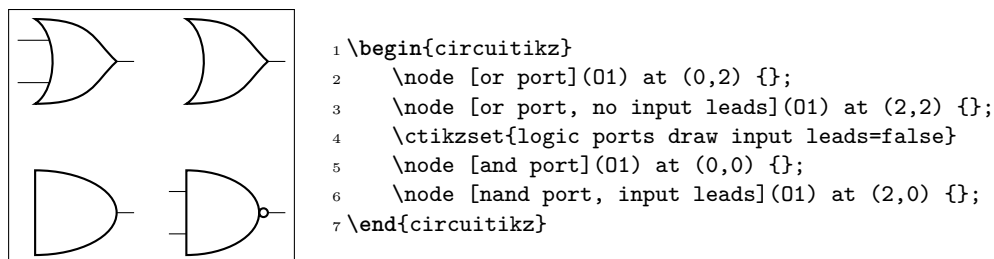 1 \begin{circuitikz}
2     \node [or port](O1) at (0,2) {};
3     \node [or port, no input leads](O1) at (2,2) {};
4     \ctikzset{logic ports draw input leads=false}
5     \node [and port](O1) at (0,0) {};
6     \node [nand port, input leads](O1) at (2,0) {};
7 \end{circuitikz}